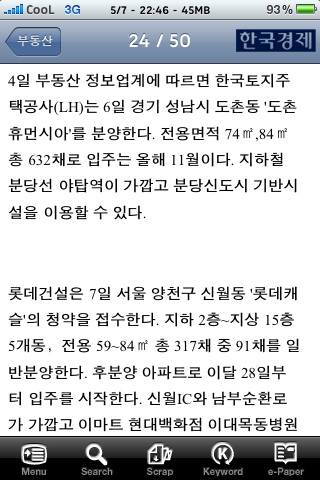 CooL 3G 5/7 - 22:46 - 45MB 93%
부동산 24 / 50 한국경제
4일 부동산 정보업계에 따르면 한국토지주
택공사(LH)는 6일 경기 성남시 도촌동 '도촌
휴먼시아'를 분양한다. 전용면적 74㎡,84㎡
총 632채로 입주는 올해 11월이다. 지하철
분당선 야탑역이 가깝고 분당신도시 기반시
설을 이용할 수 있다.
롯데건설은 7일 서울 양천구 신월동 '롯데캐
슬'의 청약을 접수한다. 지하 2층~지상 15층
5개동, 전용 59~84㎡ 총 317채 중 91채를 일
반분양한다. 후분양 아파트로 이달 28일부
터 입주를 시작한다. 신월IC와 남부순환로
가 가깝고 이마트 현대백화점 이대목동병원
Menu Search Scrap Keyword e-Paper